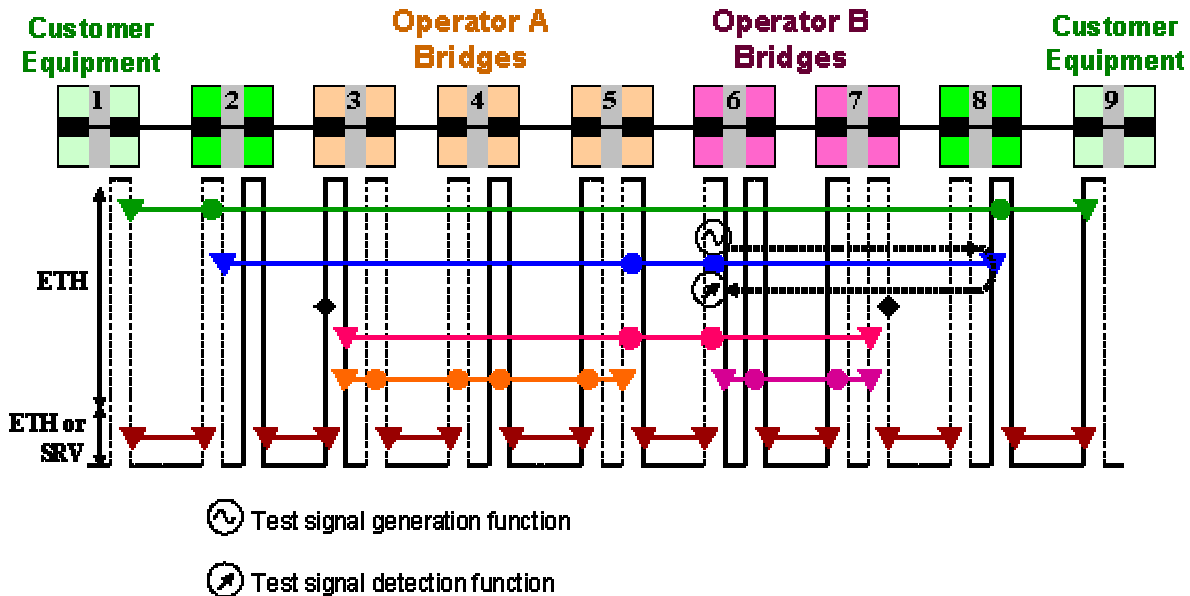 Customer
Equipment
Operator A
Bridges
Operator B
Bridges
Customer
Equipment
1
2
3
4
5
6
7
8
9
ETH
ETH or
SRV
Test signal generation function
Test signal detection function